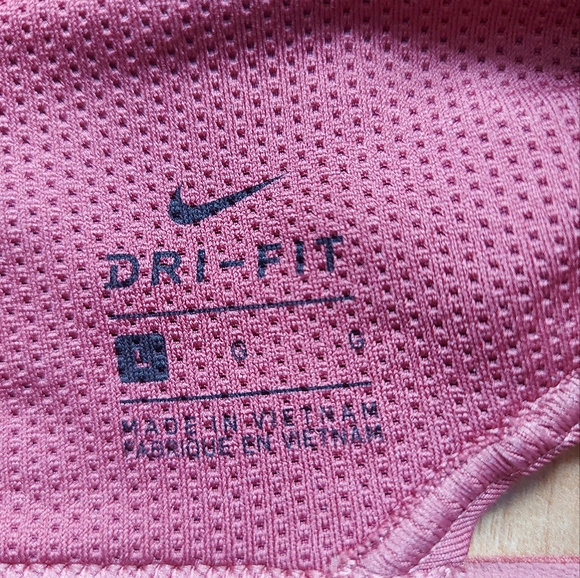 DRI-FIT
L G G
MADE IN VIETNAM
FABRIQUÉ EN VIETNAM